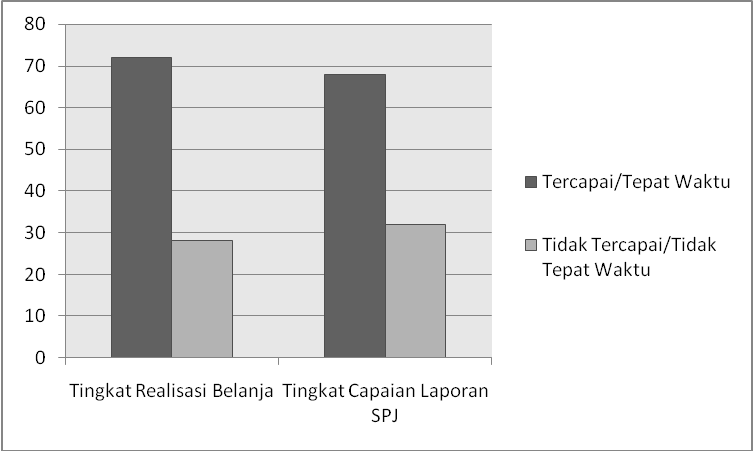 80
70
60
50
40
30
20
10
0
Tingkat Realisasi Belanja
Tingkat Capaian Laporan
SPJ
Tercapai/Tepat Waktu
Tidak Tercapai/Tidak
Tepat Waktu